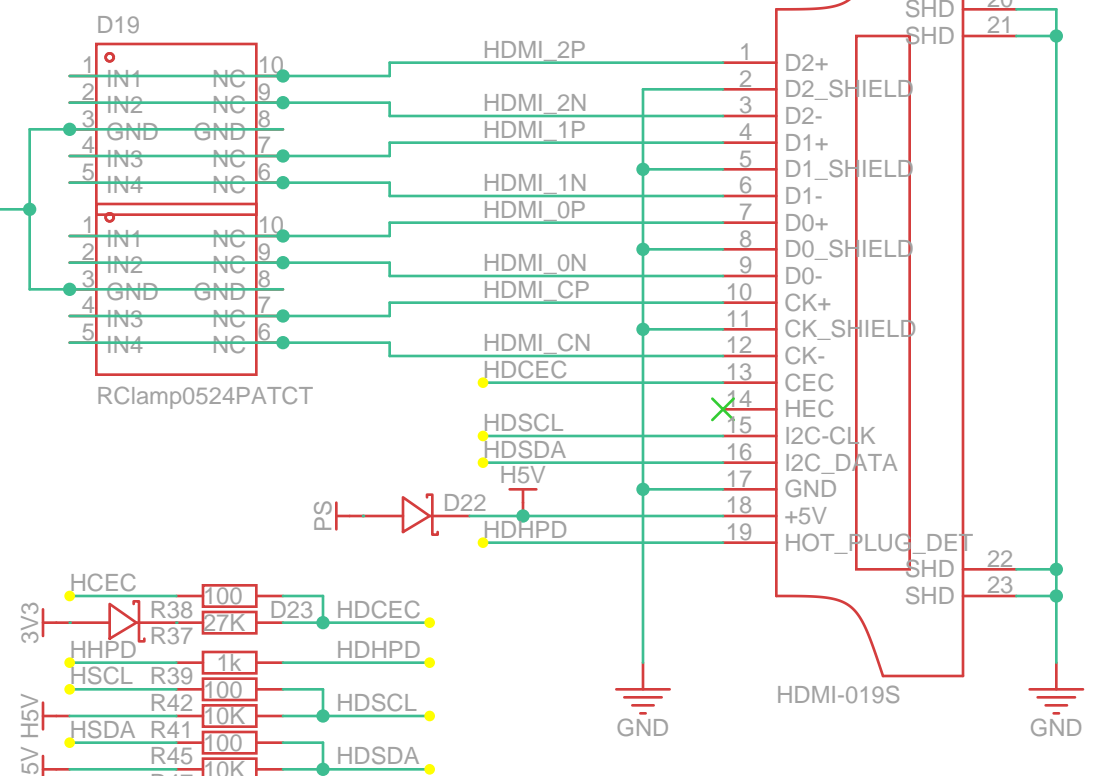 D19
1 IN1 NC 10
2 IN2 NC 9
3 GND GND 8
4 IN3 NC 7
5 IN4 NC 6
1 IN1 NC 10
2 IN2 NC 9
3 GND GND 8
4 IN3 NC 7
5 IN4 NC 6
RClamp0524PATCT
HDMI_2P 1 D2+
2 D2_SHIELD
HDMI_2N 3 D2-
HDMI_1P 4 D1+
5 D1_SHIELD
HDMI_1N 6 D1-
HDMI_0P 7 D0+
8 D0_SHIELD
HDMI_0N 9 D0-
HDMI_CP 10 CK+
11 CK_SHIELD
HDMI_CN 12 CK-
HDCEC 13 CEC
14 HEC
HDSCL 15 I2C-CLK
HDSDA 16 I2C_DATA
H5V 17 GND
PS D22 18 +5V
HDHPD 19 HOT_PLUG_DET
SHD 20
SHD 21
SHD 22
SHD 23
HDMI-019S
GND
GND
HCEC 100
3V3 R38 27K D23 HDCEC
R37
HHPD 1k HDHPD
HSCL R39 100
H5V R42 10K HDSCL
HSDA R41 100
5V R45 10K HDSDA